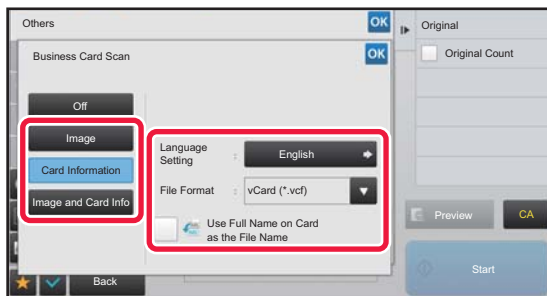 Others
OK
Original
Business Card Scan
OK
Original Count
Off
Image
Card Information
Image and Card Info
Language
Setting
:
English
File Format
:
vCard (*.vcf)
Use Full Name on Card
as the File Name
Preview
CA
Back
Start